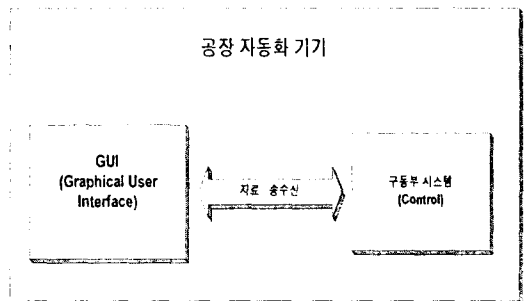 공장 자동화 기기
GUI
(Graphical User
Interface)
자료 송수신
구동부 시스템
(Control)